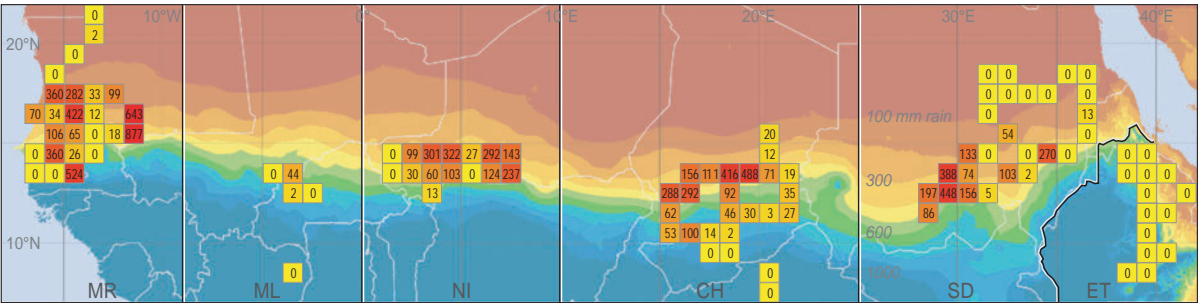 0
10°W 0° 10°E 20°E 30°E 40°E
2
20°N 0
0 0 0 0 0
360 282 33 99 0 0 0 0 0
70 34 422 12 643 100 mm rain 0 13
106 65 0 18 877 20 54 0
0 360 26 0 0 99 301 322 27 292 143 12 133 0 0 270 0 0 0
0 0 524 0 44 0 30 60 103 0 124 237 156 111 416 488 71 19 300 388 74 103 2 0 0 0
2 0 13 288 292 92 35 197 448 156 5 0 0
62 46 30 3 27 86 0 0
53 100 14 2 600 0
10°N 0 0 0 0
0 0 1000 0 0
MR ML NI CH 0 SD ET